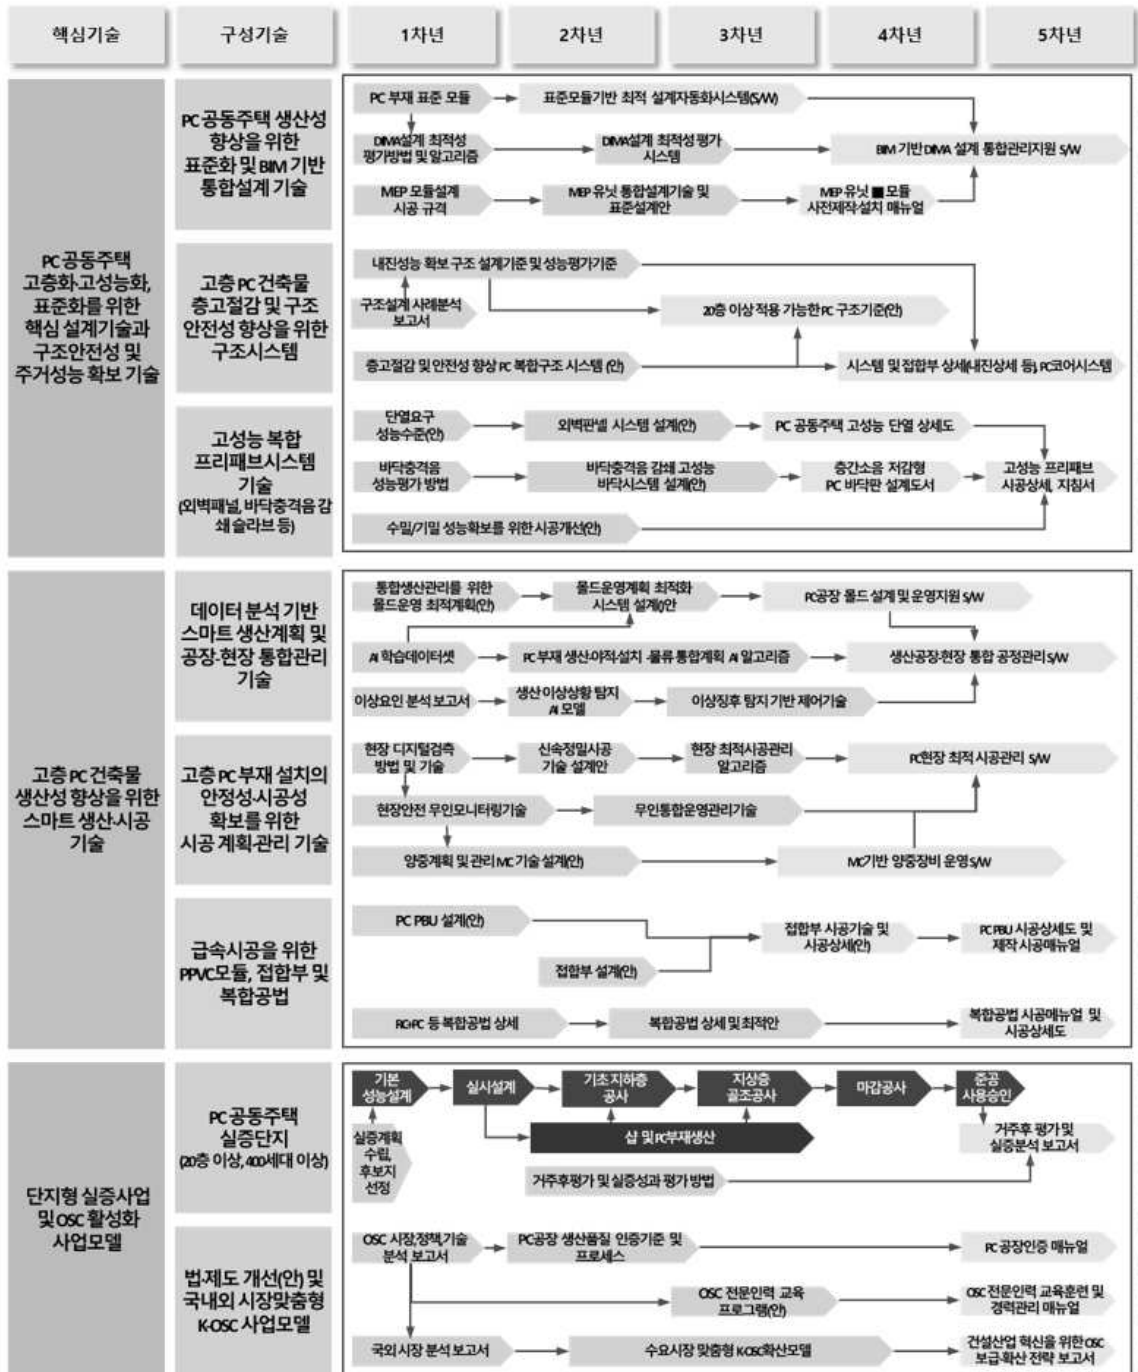 핵심기술
구성기술
1차년
2차년
3차년
4차년
5차년
PC 공동주택
고층화·고성능화,
표준화를 위한
핵심 설계기술과
구조안전성 및
주거성능 확보 기술
PC 공동주택 생산성
향상을 위한
표준화 및 BIM 기반
통합설계 기술
PC 부재 표준 모듈
표준모듈기반 최적 설계자동화시스템(S/W)
DfMA설계 최적성
평가방법 및 알고리즘
DfMA설계 최적성 평가
시스템
BIM 기반 DfMA 설계 통합관리지원 S/W
MEP 모듈설계
시공 규격
MEP 유닛 통합설계기술 및
표준설계안
MEP 유닛 ■ 모듈
사전제작·설치 매뉴얼
고층 PC 건축물
층고절감 및 구조
안전성 향상을 위한
구조시스템
내진성능 확보 구조 설계기준 및 성능평가기준
구조설계 사례분석
보고서
20층 이상 적용 가능한 PC 구조기준(안)
층고절감 및 안전성 향상 PC 복합구조 시스템 (안)
시스템 및 접합부 상세(내진상세 등), PC코어시스템
고성능 복합
프리패브시스템
기술
(외벽패널, 바닥충격음 감
쇄 슬라브 등)
단열요구
성능수준(안)
외벽판넬 시스템 설계(안)
PC 공동주택 고성능 단열 상세도
바닥충격음
성능평가 방법
바닥충격음 감쇄 고성능
바닥시스템 설계(안)
층간소음 저감형
PC 바닥판 설계도서
고성능 프리패브
시공상세, 지침서
수밀/기밀 성능확보를 위한 시공개선(안)
고층 PC 건축물
생산성 향상을 위한
스마트 생산·시공
기술
데이터 분석 기반
스마트 생산계획 및
공장-현장 통합관리
기술
통합생산관리를 위한
몰드운영 최적계획(안)
몰드운영계획 최적화
시스템 설계()안
PC공장 몰드 설계 및 운영지원 S/W
AI 학습데이터셋
PC 부재 생산-야적-설치 -물류 통합계획 AI 알고리즘
생산공장·현장 통합 공정관리 S/W
이상요인 분석 보고서
생산 이상상황 탐지
AI 모델
이상징후 탐지 기반 제어기술
고층 PC 부재 설치의
안정성·시공성
확보를 위한
시공 계획·관리 기술
현장 디지털검측
방법 및 기술
신속정밀시공
기술 설계안
현장 최적시공관리
알고리즘
PC현장 최적 시공관리 S/W
현장안전 무인모니터링기술
무인통합운영관리기술
양중계획 및 관리 MC 기술 설계(안)
MC기반 양중장비 운영 S/W
급속시공을 위한
PPVC모듈, 접합부 및
복합공법
PC PBU 설계(안)
접합부 설계(안)
접합부 시공기술 및
시공상세(안)
PC PBU 시공상세도 및
제작 시공매뉴얼
RC+PC 등 복합공법 상세
복합공법 상세 및 최적안
복합공법 시공메뉴얼 및
시공상세도
단지형 실증사업
및 OSC 활성화
사업모델
PC 공동주택
실증단지
(20층 이상, 400세대 이상)
기본
성능설계
실시설계
기초 지하층
공사
지상층
골조공사
마감공사
준공
사용승인
실증계획
수립,
후보지
선정
샵 및 PC부재생산
거주후 평가 및
실증분석 보고서
거주후평가 및 실증성과 평가 방법
법·제도 개선(안) 및
국내외 시장맞춤형
K-OSC 사업모델
OSC 시장,정책,기술
분석 보고서
PC공장 생산품질 인증기준 및
프로세스
PC 공장인증 매뉴얼
OSC 전문인력 교육
프로그램(안)
OSC 전문인력 교육훈련 및
경력관리 매뉴얼
국외 시장 분석 보고서
수요시장 맞춤형 K-OSC확산모델
건설산업 혁신을 위한 OSC
보급·확산 전략 보고서